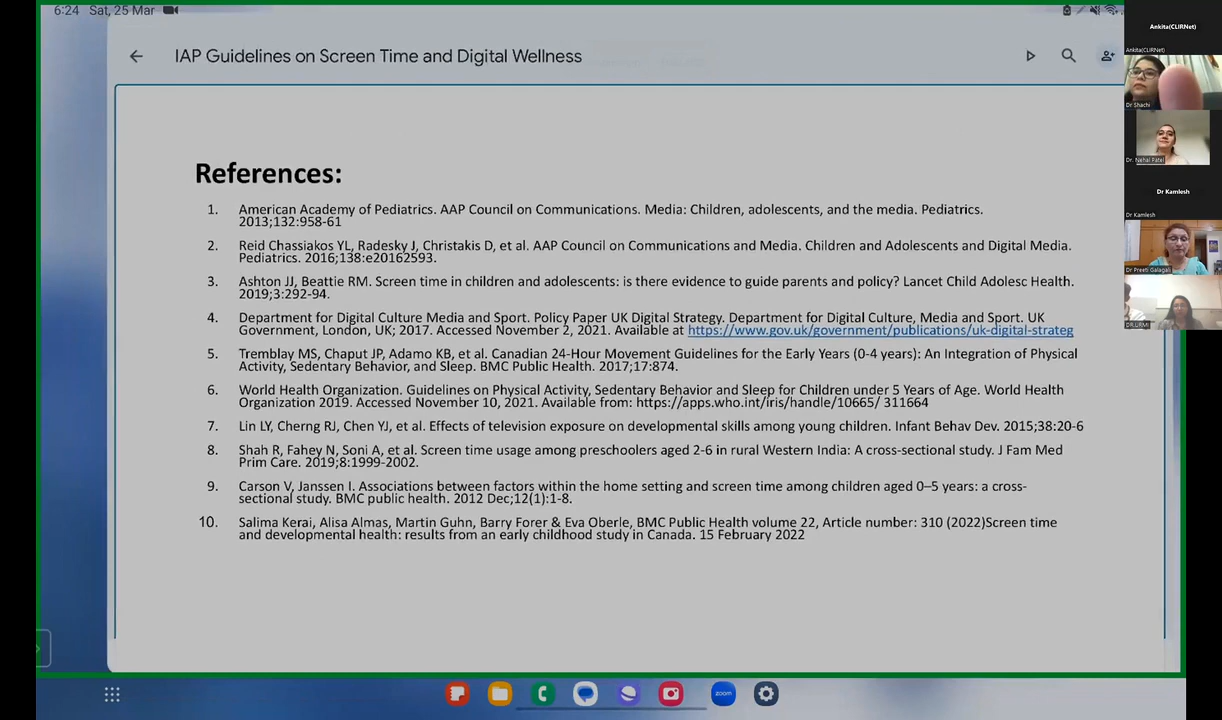 6:24 Sat, 25 Mar
IAP Guidelines on Screen Time and Digital Wellness
References:
1. American Academy of Pediatrics. AAP Council on Communications. Media: Children, adolescents, and the media. Pediatrics.
2013;132:958-61
2. Reid Chassiakos YL, Radesky J, Christakis D, et al. AAP Council on Communications and Media. Children and Adolescents and Digital Media.
Pediatrics. 2016;138:e20162593.
3. Ashton JJ, Beattie RM. Screen time in children and adolescents: is there evidence to guide parents and policy? Lancet Child Adolesc Health.
2019;3:292-94.
4. Department for Digital Culture Media and Sport. Policy Paper UK Digital Strategy. Department for Digital Culture, Media and Sport. UK
Government, London, UK; 2017. Accessed November 2, 2021. Available at https://www.gov.uk/government/publications/uk-digital-strateg
5. Tremblay MS, Chaput JP, Adamo KB, et al. Canadian 24-Hour Movement Guidelines for the Early Years (0-4 years): An Integration of Physical
Activity, Sedentary Behavior, and Sleep. BMC Public Health. 2017;17:874.
6. World Health Organization. Guidelines on Physical Activity, Sedentary Behavior and Sleep for Children under 5 Years of Age. World Health
Organization 2019. Accessed November 10, 2021. Available from: https://apps.who.int/iris/handle/10665/ 311664
7. Lin LY, Cherng RJ, Chen YJ, et al. Effects of television exposure on developmental skills among young children. Infant Behav Dev. 2015;38:20-6
8. Shah R, Fahey N, Soni A, et al. Screen time usage among preschoolers aged 2-6 in rural Western India: A cross-sectional study. J Fam Med
Prim Care. 2019;8:1999-2002.
9. Carson V, Janssen I. Associations between factors within the home setting and screen time among children aged 0–5 years: a cross-
sectional study. BMC public health. 2012 Dec;12(1):1-8.
10. Salima Kerai, Alisa Almas, Martin Guhn, Barry Forer & Eva Oberle, BMC Public Health volume 22, Article number: 310 (2022)Screen time
and developmental health: results from an early childhood study in Canada. 15 February 2022
zoom
Ankita(CLIRNet)
Ankita(CLIRNet)
Dr Shachi
Dr. Nehal Patel
Dr Kamlesh
Dr Kamlesh
Dr Preeti Galagali
DR.URMI